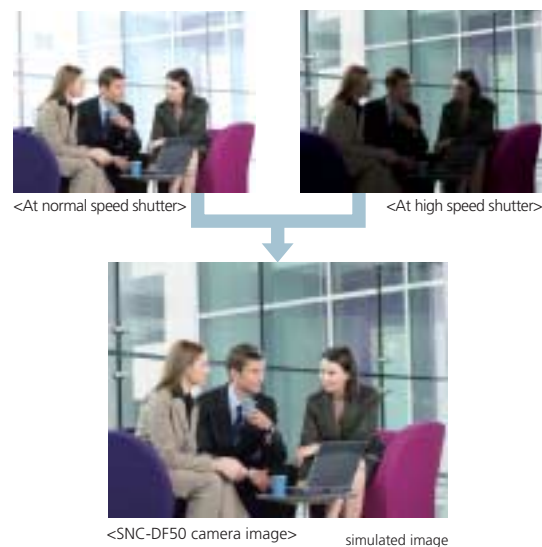 <At normal speed shutter>
<At high speed shutter>
<SNC-DF50 camera image>
simulated image